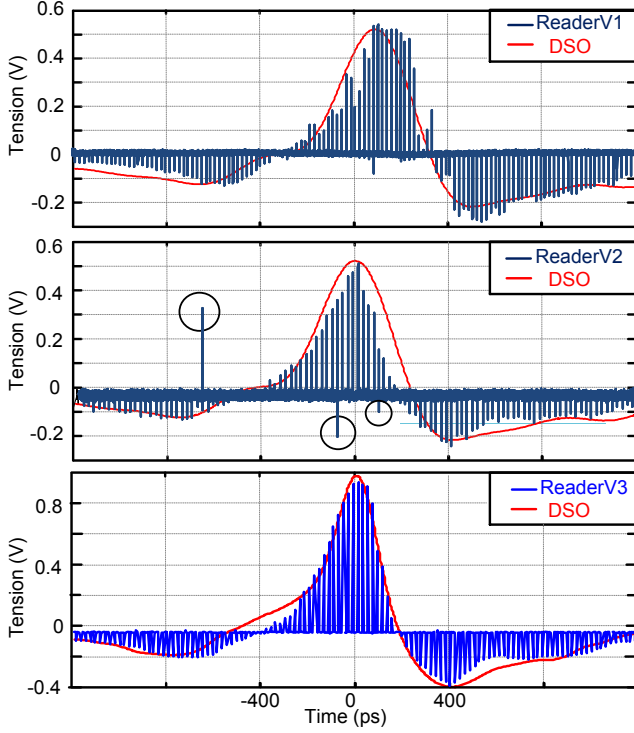 0.6
ReaderV1
DSO
0.4
0.2
0
-0.2
Tension (V)
0.6
ReaderV2
DSO
0.4
0.2
0
-0.2
Tension (V)
ReaderV3
DSO
0.8
0.4
0
-0.4
Tension (V)
-400
0
400
Time (ps)